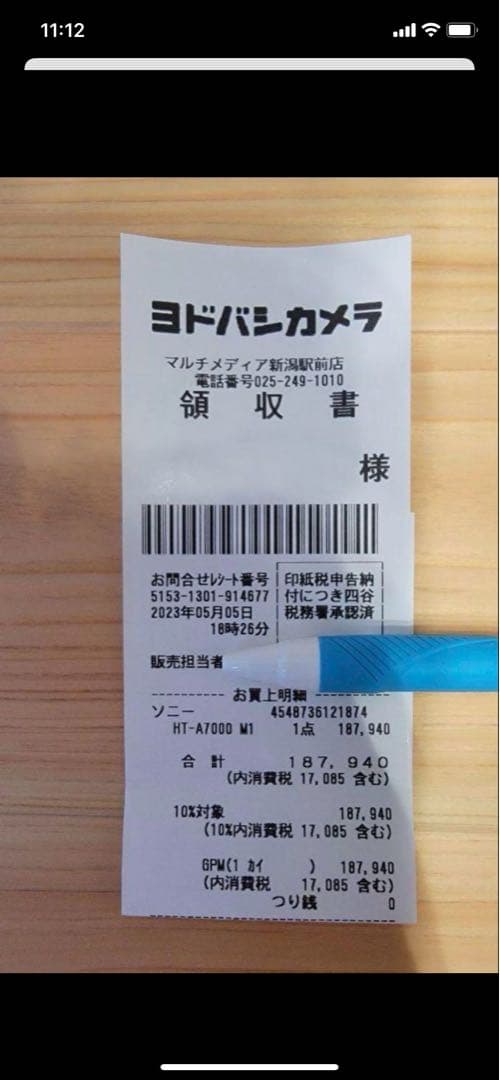 11:12
ヨドバシカメラ
マルチメディア新潟駅前店
電話番号025-249-1010
領 収 書
様
お問合せレシート番号
5153-1301-914677
2023年05月05日
18時26分
印紙税申告納
付につき四谷
税務署承認済
販売担当者
お買上明細
ソニー 4548736121874
HT-A7000 M1 1点 187,940
合 計 187,940
(内消費税 17,085 含む)
10%対象 187,940
(10%内消費税 17,085 含む)
GPM(1 カイ ) 187,940
(内消費税 17,085 含む)
つり銭 0